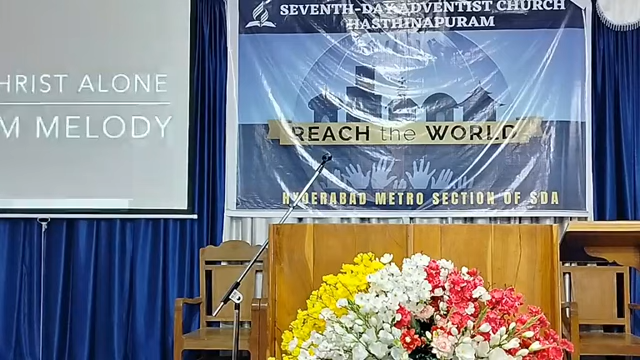 SEVENTH-DAY ADVENTIST CHURCH
HASTHINAPURAM
HRIST ALONE
M MELODY
REACH the WORLD
HYDERABAD METRO SECTION OF SDA